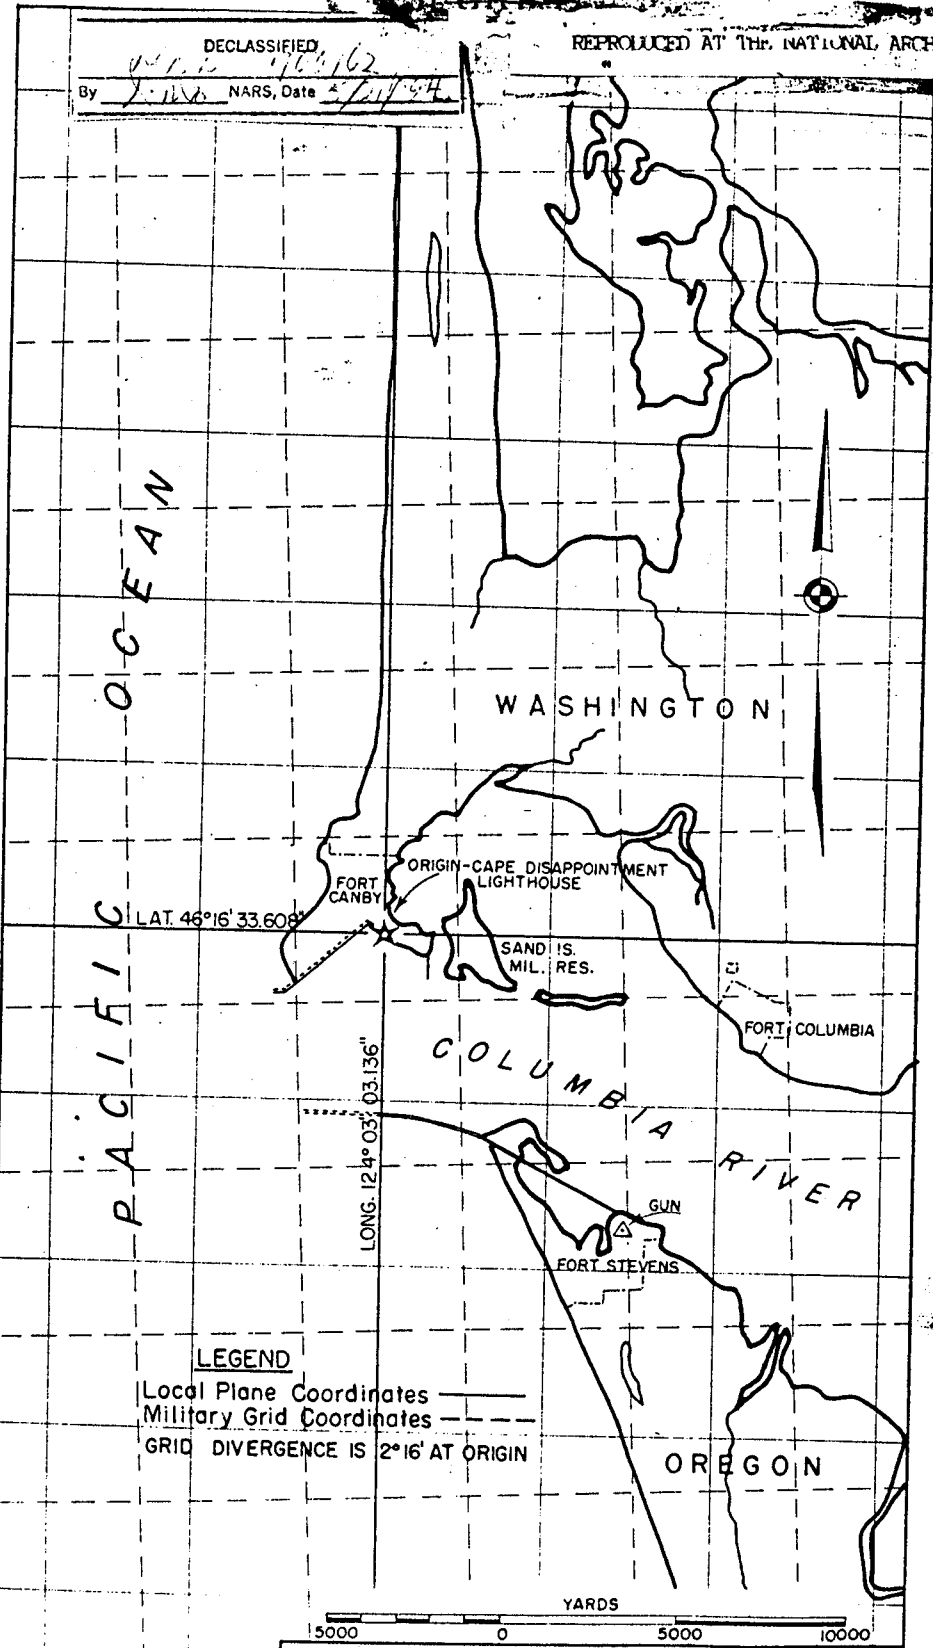 DECLASSIFIED
By NARS, Date
REPRODUCED AT THE NATIONAL ARCH
PACIFIC OCEAN
WASHINGTON
ORIGIN-CAPE DISAPPOINTMENT
LIGHTHOUSE
FORT
CANBY
LAT. 46°16'33.608"
SAND IS.
MIL. RES.
FORT COLUMBIA
COLUMBIA RIVER
LONG. 124° 03' 03.136"
GUN
FORT STEVENS
LEGEND
Local Plane Coordinates
Military Grid Coordinates
GRID DIVERGENCE IS 2°16' AT ORIGIN
OREGON
YARDS
5000 0 5000 10000